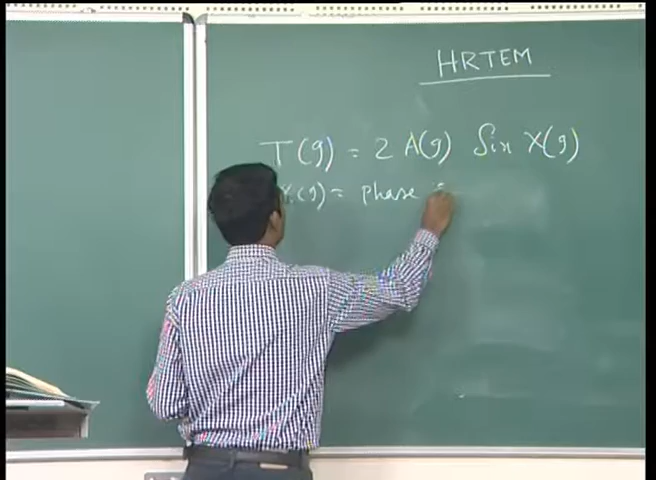 HRTEM
T(g) = 2 A(g) Sin X(g)
X(g) = phase